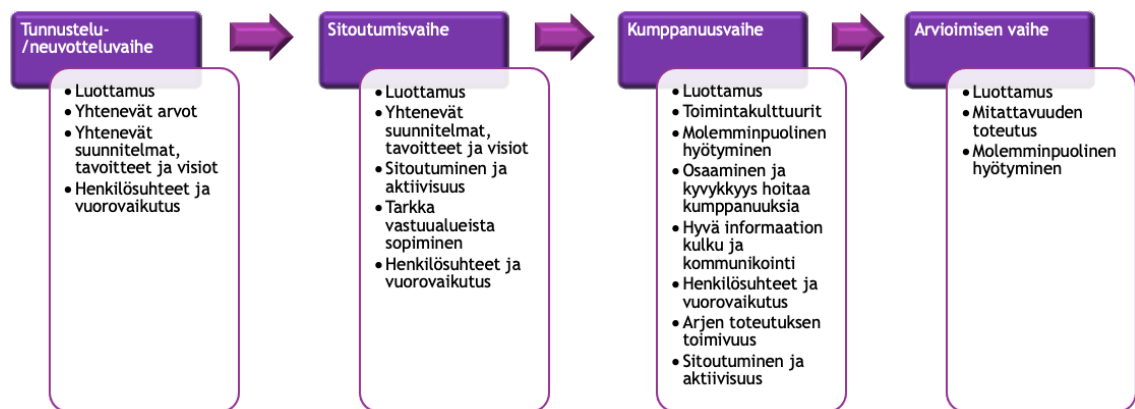 Tunnustelu-
/neuvotteluvaihe
• Luottamus
• Yhtenevät arvot
• Yhtenevät
suunnitelmat,
tavoitteet ja visiot
• Henkilösuhteet ja
vuorovaikutus
Sitoutumisvaihe
• Luottamus
• Yhtenevät
suunnitelmat,
tavoitteet ja visiot
• Sitoutuminen ja
aktiivisuus
• Tarkka
vastuualueista
sopiminen
• Henkilösuhteet ja
vuorovaikutus
Kumppanuusvaihe
• Luottamus
• Toimintakulttuurit
• Molemminpuolinen
hyötyminen
• Osaaminen ja
kyvykkyys hoitaa
kumppanuuksia
• Hyvä informaation
kulku ja
kommunikointi
• Henkilösuhteet ja
vuorovaikutus
• Arjen toteutuksen
toimivuus
• Sitoutuminen ja
aktiivisuus
Arvioimisen vaihe
• Luottamus
• Mitattavuuden
toteutus
• Molemminpuolinen
hyötyminen